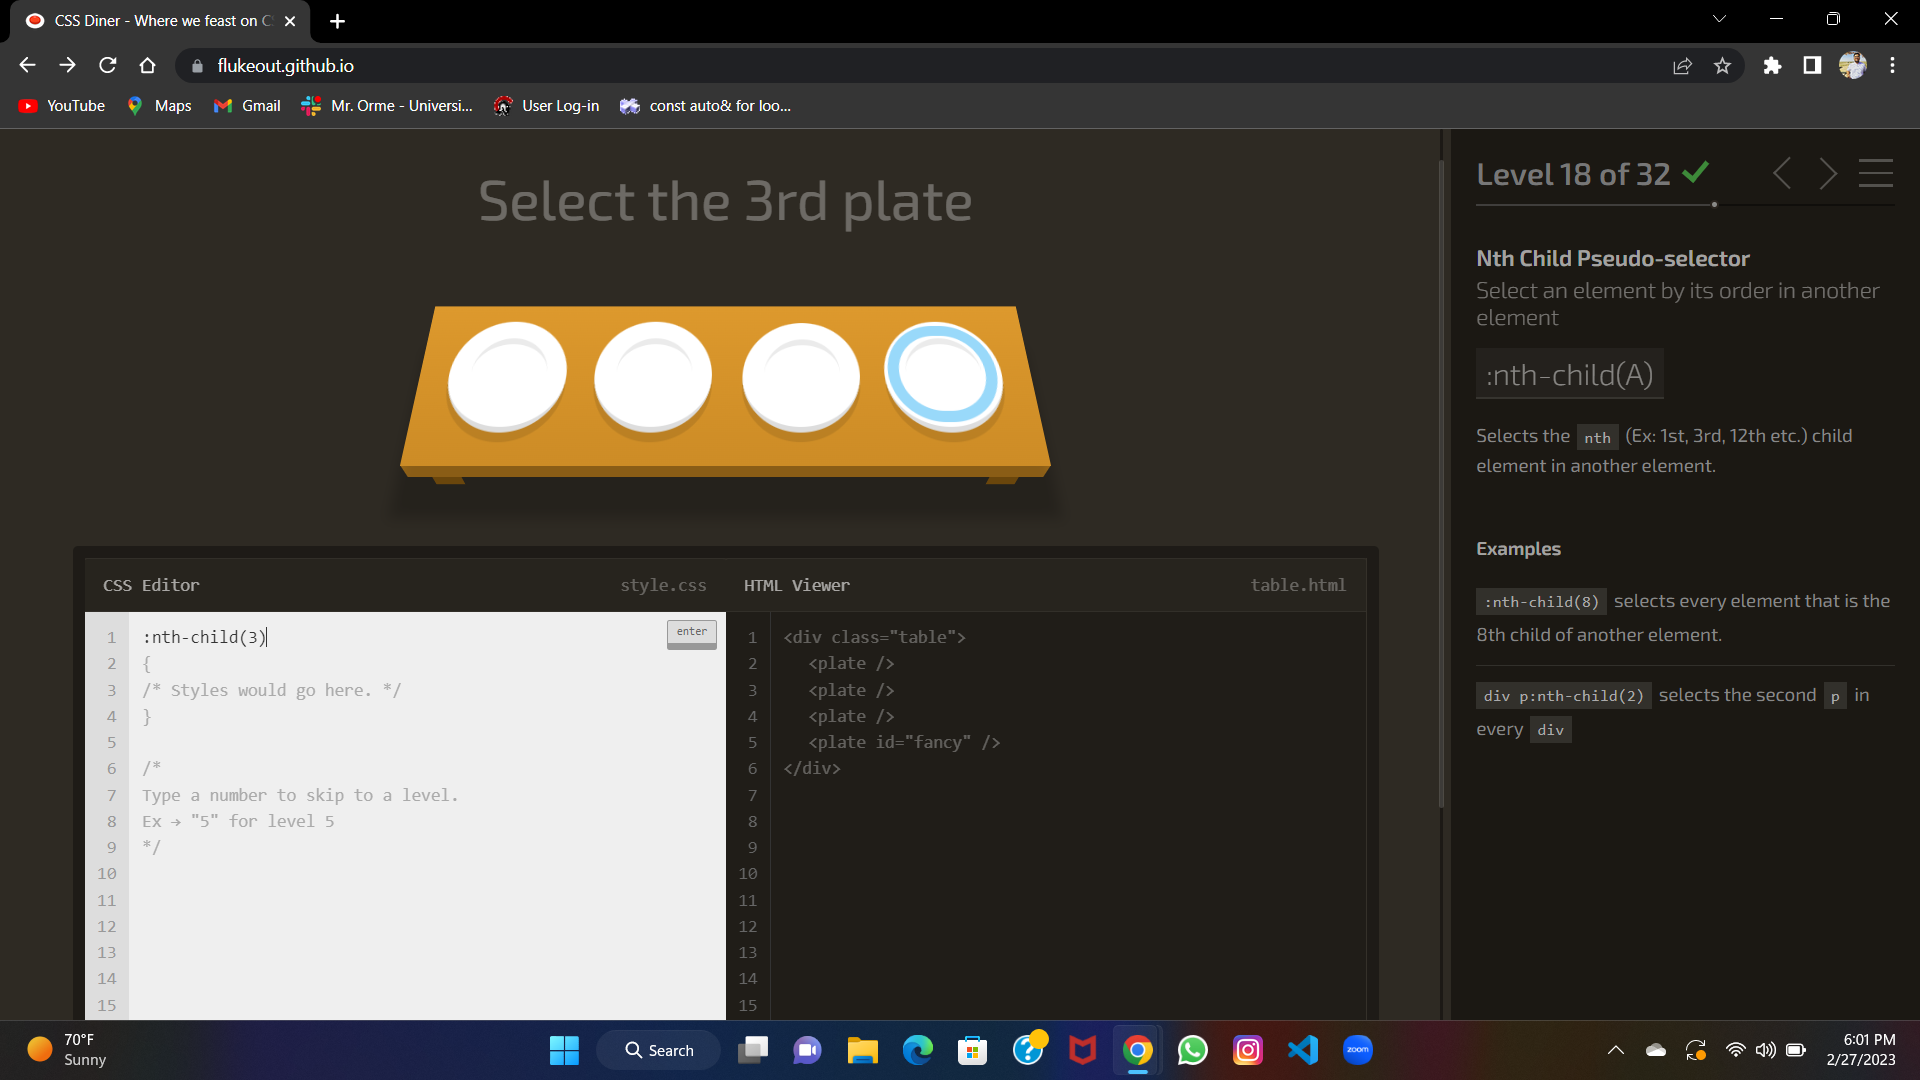 CSS Diner - Where we feast on C
flukeout.github.io
YouTube
Maps
Gmail
Mr. Orme - Universi...
User Log-in
const auto& for loo...
Select the 3rd plate
CSS Editor
style.css
HTML Viewer
table.html
1
2
3
4
5
6
7
8
9
10
11
12
13
14
15
:nth-child(3)
{
/* Styles would go here. */
}
/*
Type a number to skip to a level.
Ex → "5" for level 5
*/
enter
1
2
3
4
5
6
7
8
9
10
11
12
13
14
15
<div class="table">
<plate />
<plate />
<plate />
<plate id="fancy" />
</div>
Level 18 of 32
Nth Child Pseudo-selector
Select an element by its order in another
element
:nth-child(A)
Selects the nth (Ex: 1st, 3rd, 12th etc.) child
element in another element.
Examples
:nth-child(8) selects every element that is the
8th child of another element.
div p:nth-child(2) selects the second p in
every div
70°F
Sunny
Search
zoom
6:01 PM
2/27/2023